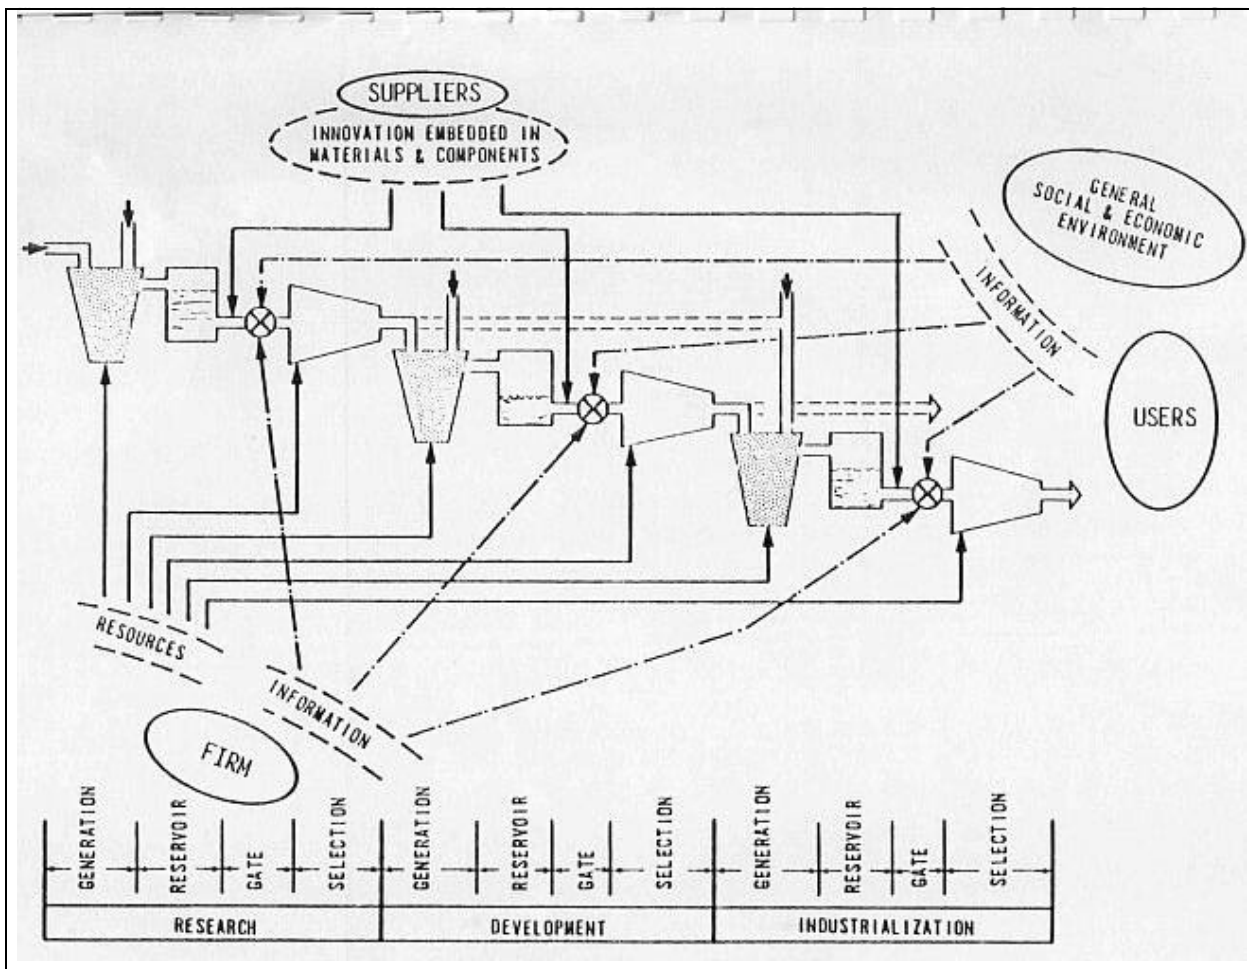 SUPPLIERS
INNOVATION EMBEDDED IN
MATERIALS & COMPONENTS
GENERAL
SOCIAL & ECONOMIC
ENVIRONMENT
INFORMATION
USERS
RESOURCES
INFORMATION
FIRM
GENERATION
RESERVOIR
GATE
SELECTION
GENERATION
RESERVOIR
GATE
SELECTION
GENERATION
RESERVOIR
GATE
SELECTION
RESEARCH
DEVELOPMENT
INDUSTRIALIZATION